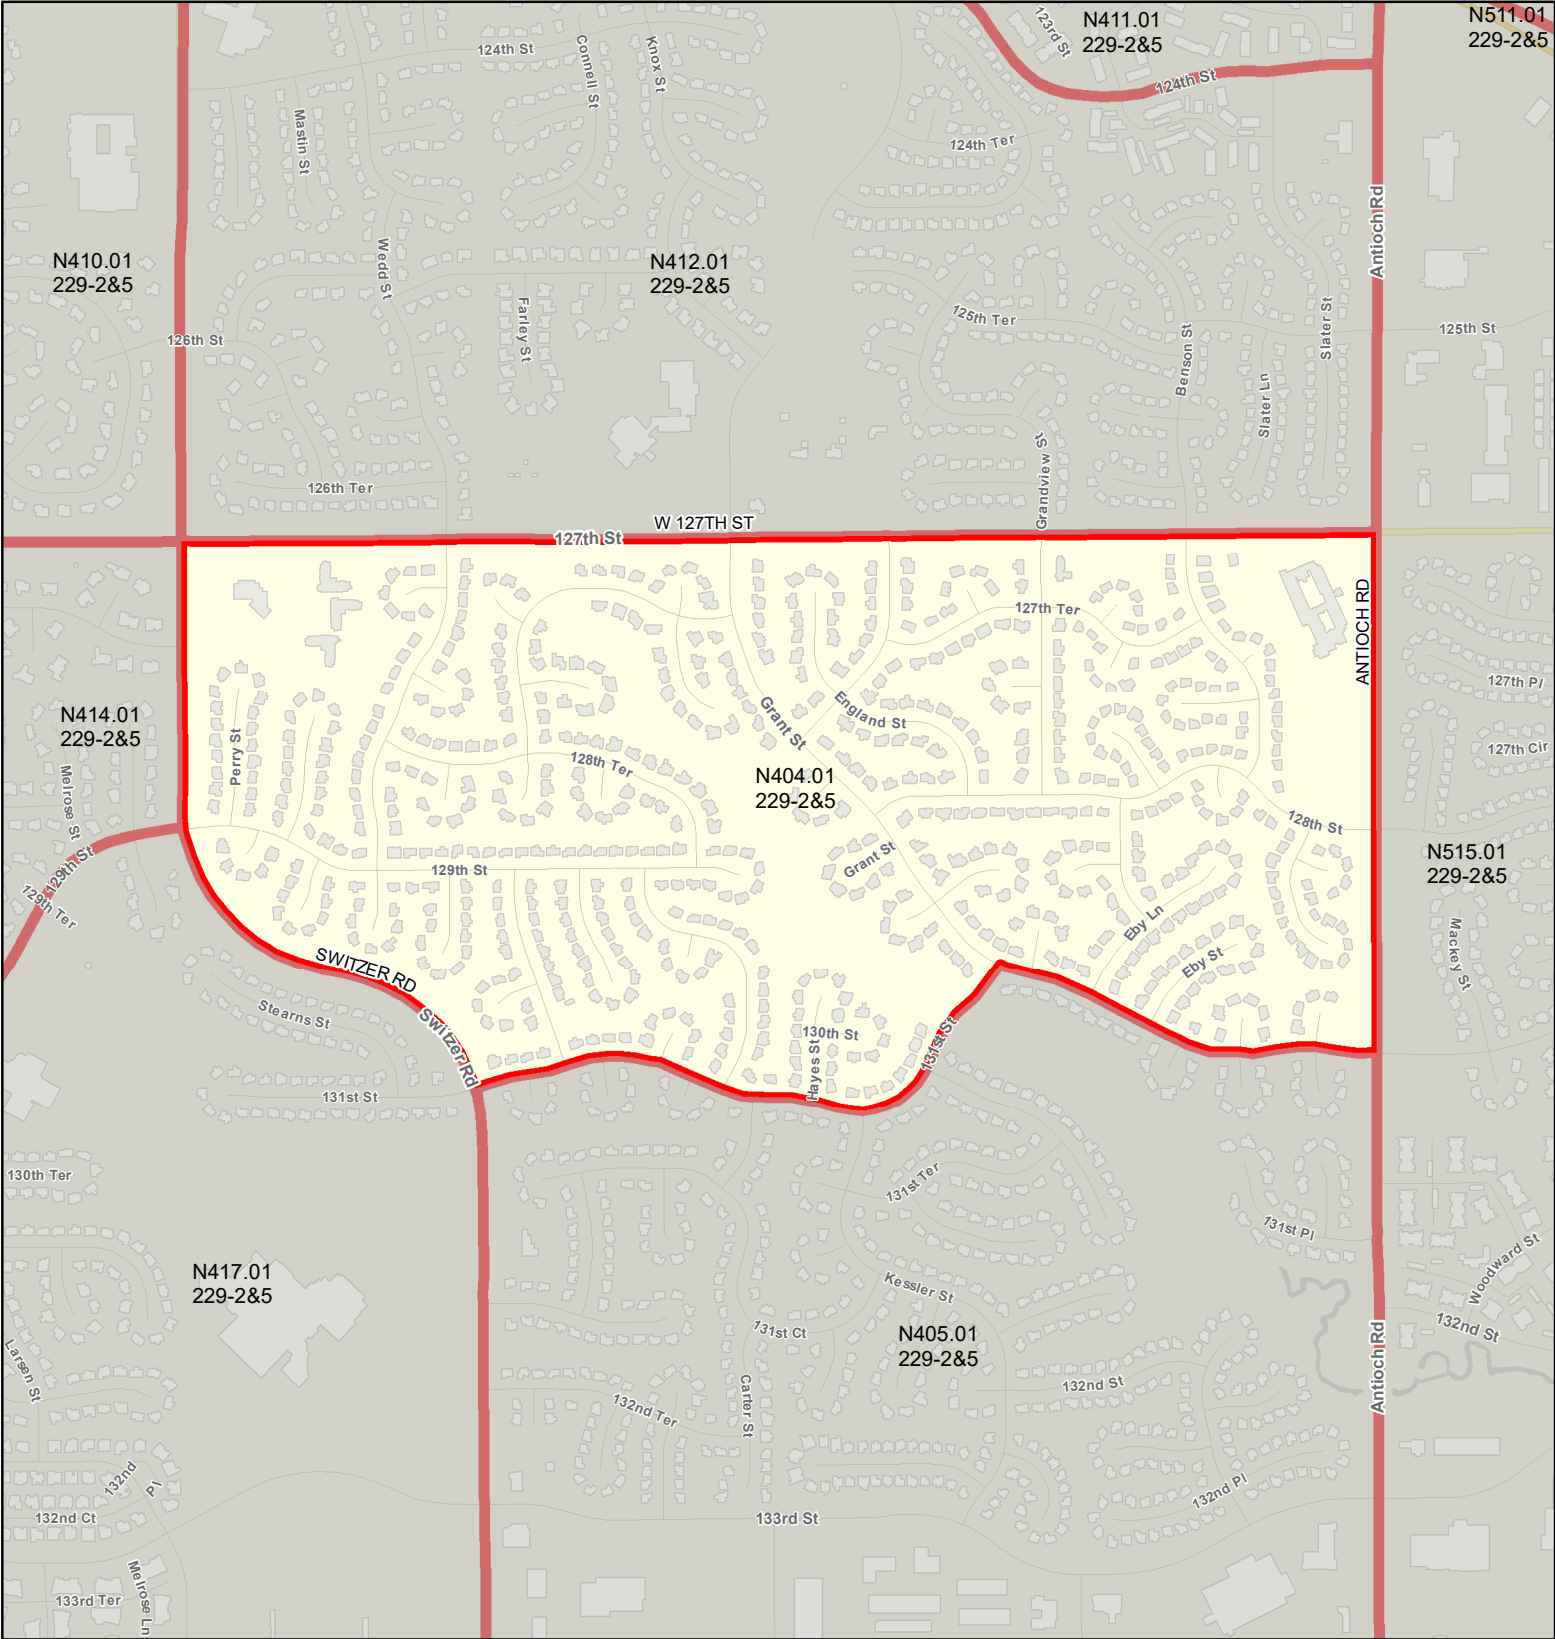 N411.01
229-2&5
N511.01
229-2&5
123rd St
124th St
Connell St
Knox St
124th St
Mastin St
124th Ter
Antioch Rd
N410.01
229-2&5
N412.01
229-2&5
Wedd St
Farley St
125th Ter
Benson St
Slater St
125th St
126th St
Slater Ln
Grandview St
126th Ter
W 127TH ST
127th St
127th Ter
ANTIOCH RD
127th Pl
N414.01
229-2&5
Perry St
Grant St
England St
127th Cir
Melrose St
128th Ter
N404.01
229-2&5
128th St
129th St
129th Ter
129th St
Grant St
N515.01
229-2&5
Eby Ln
Eby St
Mackey St
SWITZER RD
Stearns St
Switzer Rd
130th St
Hayes St
131st St
131st St
130th Ter
131st Ter
131st Pl
Woodward St
N417.01
229-2&5
Kessler St
131st Ct
N405.01
229-2&5
132nd St
Antioch Rd
Larsen St
132nd St
132nd Ter
Carter St
132nd Pl
132nd Pl
132nd Ct
133rd St
Melrose Ln
133rd Ter